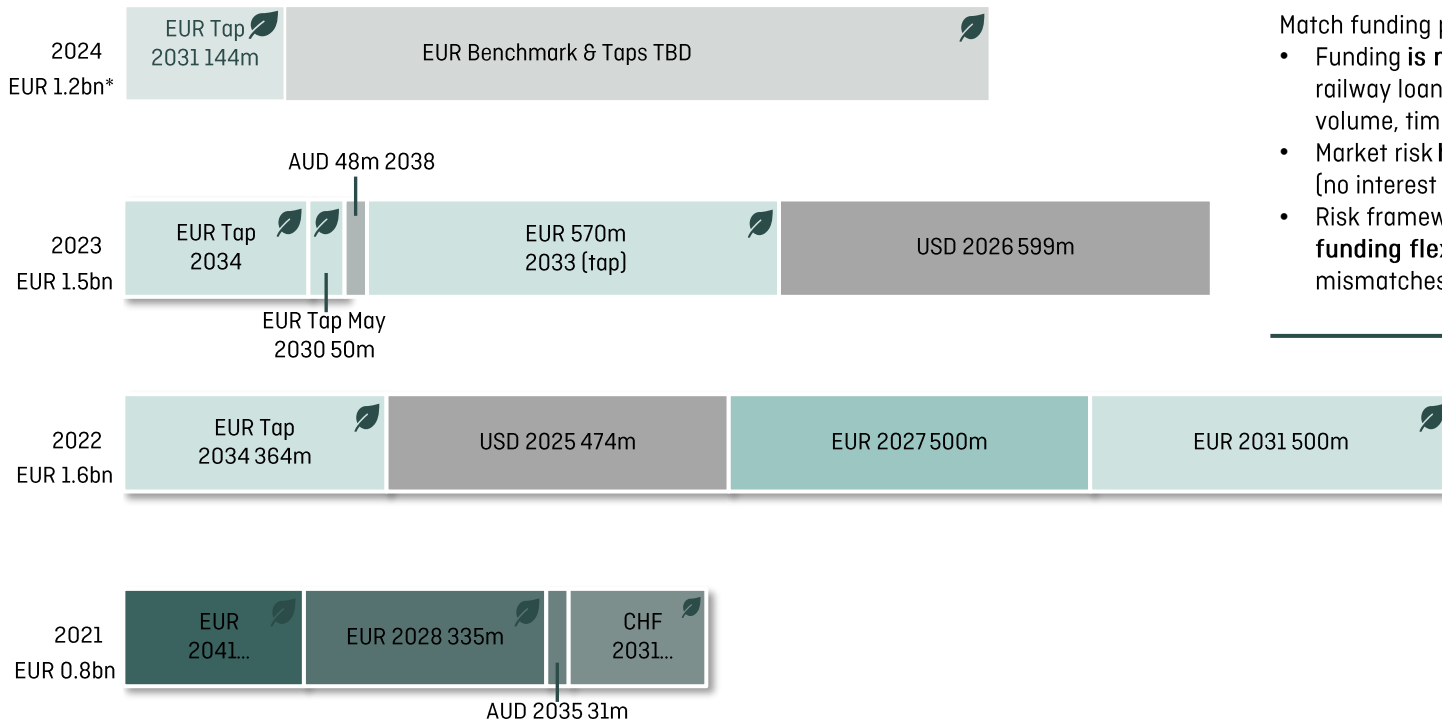 2024
EUR 1.2bn*
EUR Tap
2031 144m
EUR Benchmark & Taps TBD
AUD 48m 2038
2023
EUR 1.5bn
EUR Tap
2034
EUR 570m
2033 (tap)
USD 2026 599m
EUR Tap May
2030 50m
2022
EUR 1.6bn
EUR Tap
2034 364m
USD 2025 474m
EUR 2027 500m
EUR 2031 500m
2021
EUR 0.8bn
EUR
2041...
EUR 2028 335m
CHF
2031...
AUD 2035 31m
Match funding
• Funding is
railway loan
volume, tim
• Market risk
(no interest
• Risk framew
funding fle
mismatches